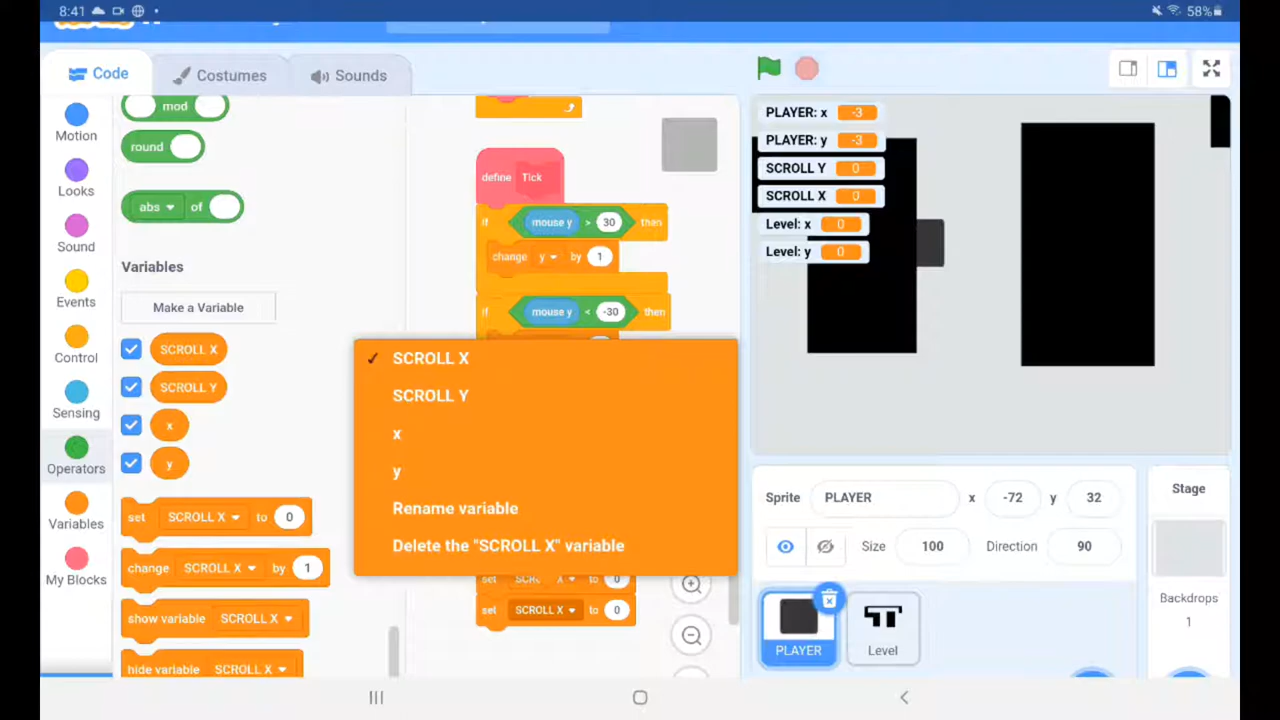 8:41
58%
Code
Costumes
Sounds
Motion
Looks
Sound
Events
Control
Sensing
Operators
Variables
My Blocks
mod
round
abs of
Variables
Make a Variable
SCROLL X
SCROLL Y
x
y
set SCROLL X to 0
change SCROLL X by 1
show variable SCROLL X
hide variable SCROLL X
define Tick
if mouse y > 30 then
change y by 1
if mouse y < -30 then
SCROLL X
SCROLL Y
x
y
Rename variable
Delete the "SCROLL X" variable
set X to 0
set SCROLL X to 0
PLAYER: x -3
PLAYER: y -3
SCROLL Y 0
SCROLL X 0
Level: x 0
Level: y 0
Sprite PLAYER x -72 y 32
Size 100 Direction 90
PLAYER
Level
Stage
Backdrops
1